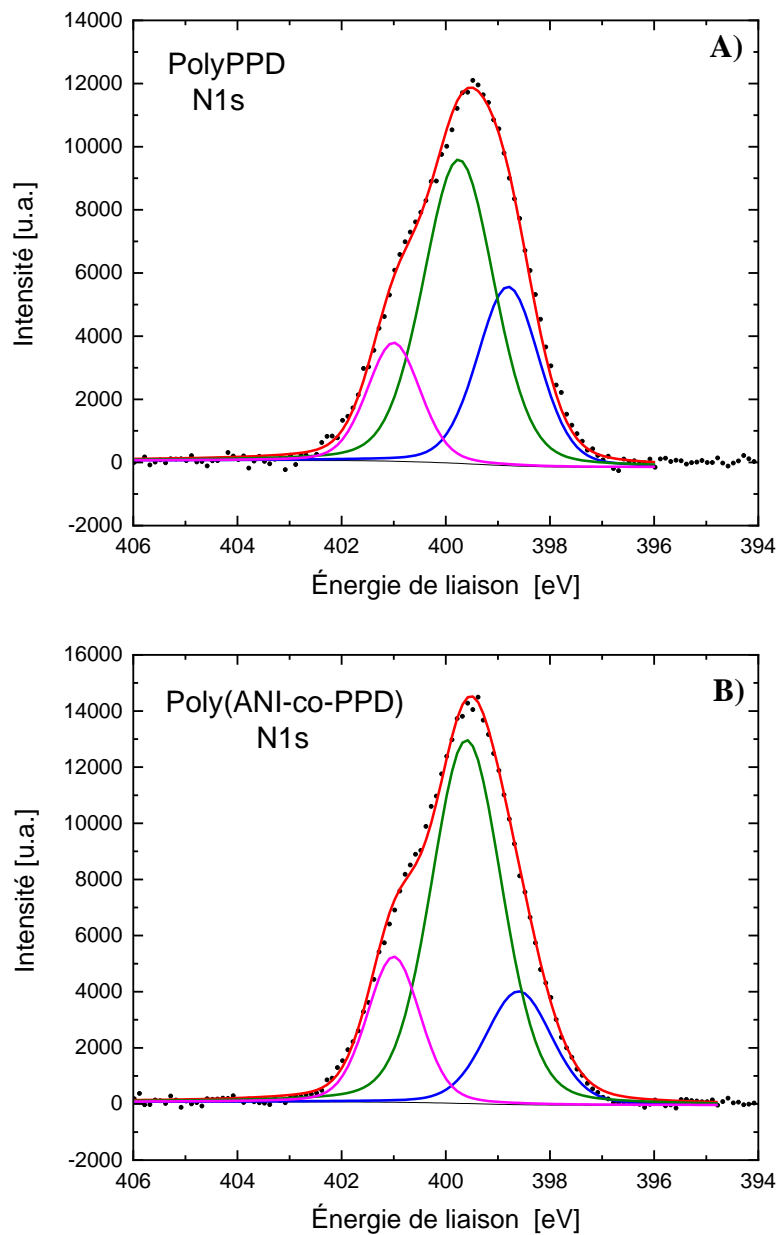 A)
PolyPPD
N1s
14000
12000
10000
8000
6000
4000
2000
0
-2000
Intensité [u.a.]
406 404 402 400 398 396 394
Énergie de liaison [eV]
B)
Poly(ANI-co-PPD)
N1s
16000
14000
12000
10000
8000
6000
4000
2000
0
-2000
Intensité [u.a.]
406 404 402 400 398 396 394
Énergie de liaison [eV]